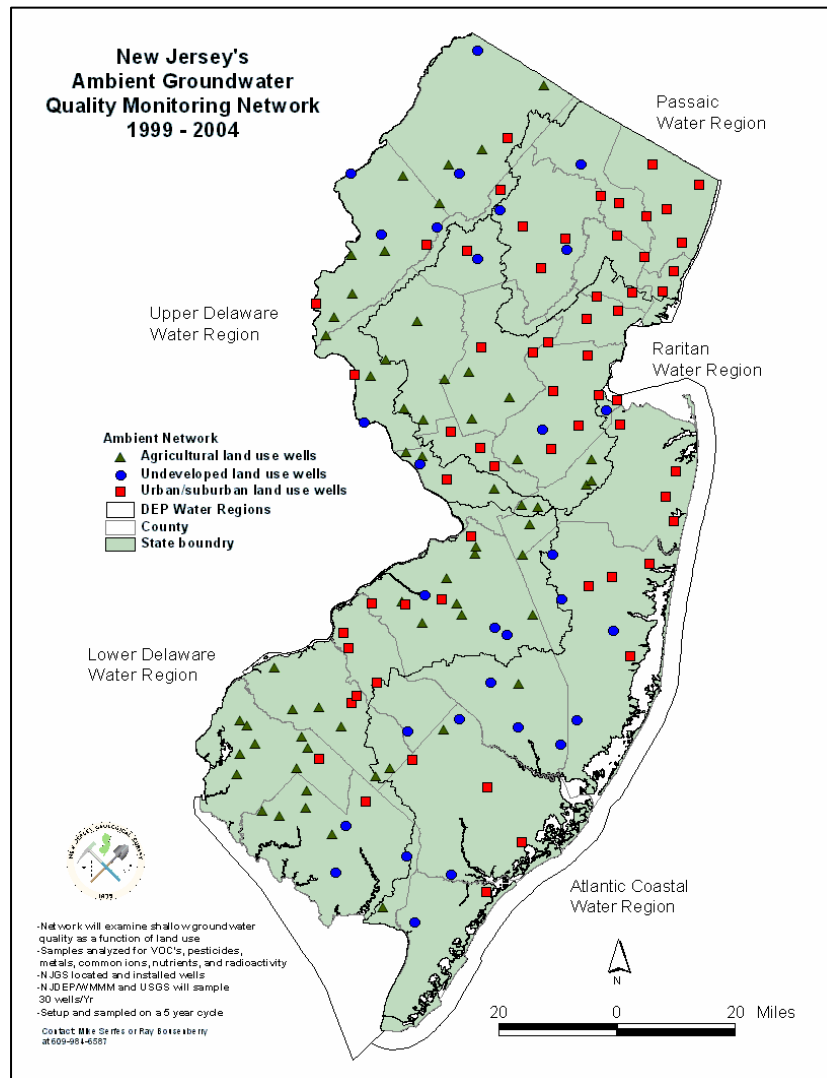 New Jersey's
Ambient Groundwater
Quality Monitoring Network
1999 - 2004
Passaic
Water Region
Upper Delaware
Water Region
Raritan
Water Region
Ambient Network
Agricultural land use wells
Undeveloped land use wells
Urban/suburban land use wells
DEP Water Regions
County
State boundry
Lower Delaware
Water Region
NEW JERSEY GEOLOGICAL SURVEY
1835
Atlantic Coastal
Water Region
-Network will examine shallow groundwater
quality as a function of land use
-Samples analyzed for VOC's, pesticides,
metals, common ions, nutrients, and radioactivity
-NJGS located and installed wells
-NJDEP/WMMM and USGS will sample
30 wells/Yr
-Setup and sampled on a 5 year cycle
Contact: Mike Serfes or Ray Bousenberry
at 609-984-6587
N
20 0 20 Miles